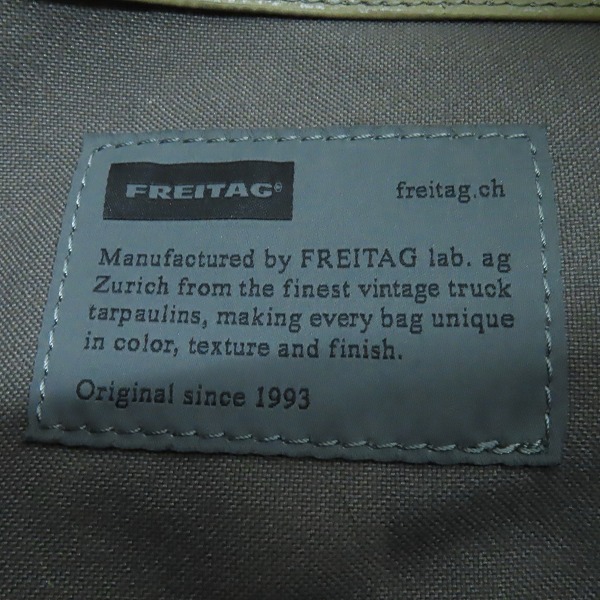 FREITAG®
freitag.ch
Manufactured by FREITAG lab. ag
Zurich from the finest vintage truck
tarpaulins, making every bag unique
in color, texture and finish.
Original since 1993